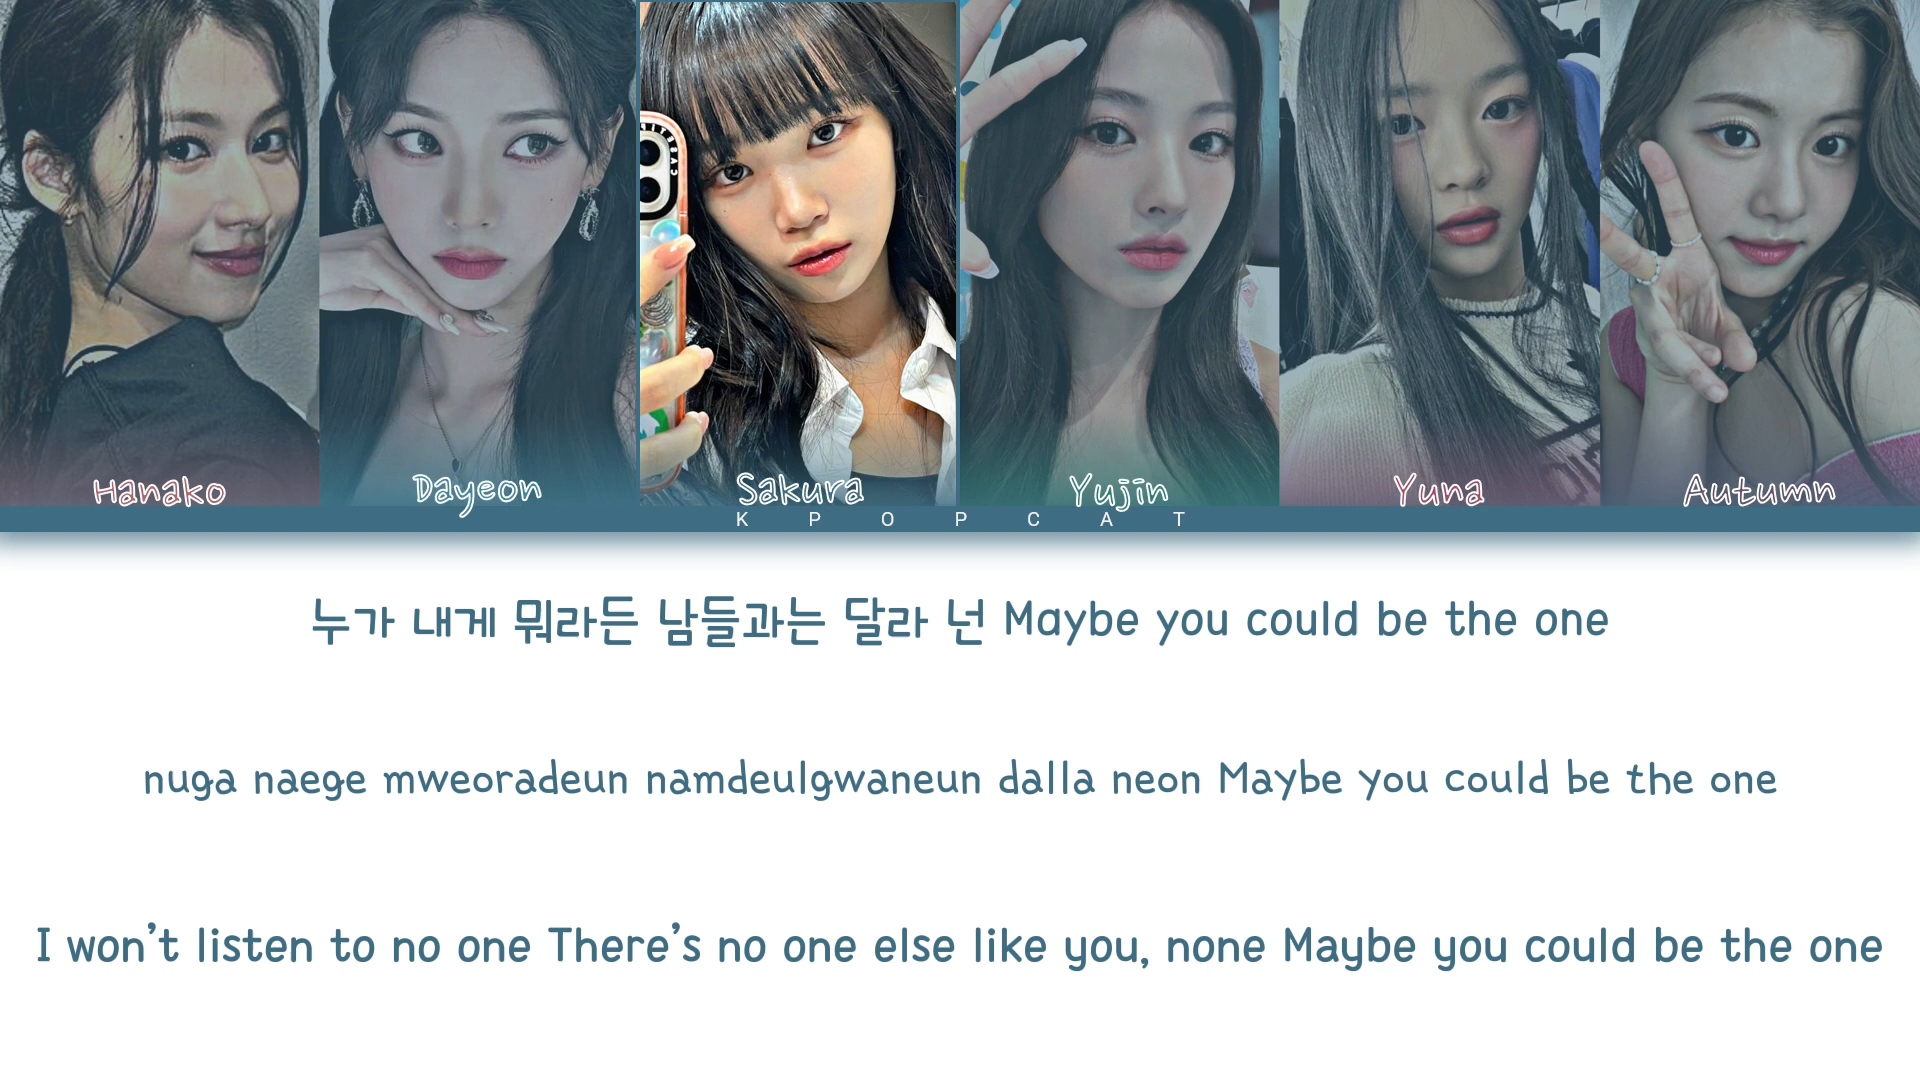 Hanako
Dayeon
Sakura
Yujin
Yuna
Autumn
K P O P C A T
누가 내게 뭐라든 남들과는 달라 넌 Maybe you could be the one
nuga naege mweoradeun namdeulgwaneun dalla neon Maybe you could be the one
I won't listen to no one There's no one else like you, none Maybe you could be the one